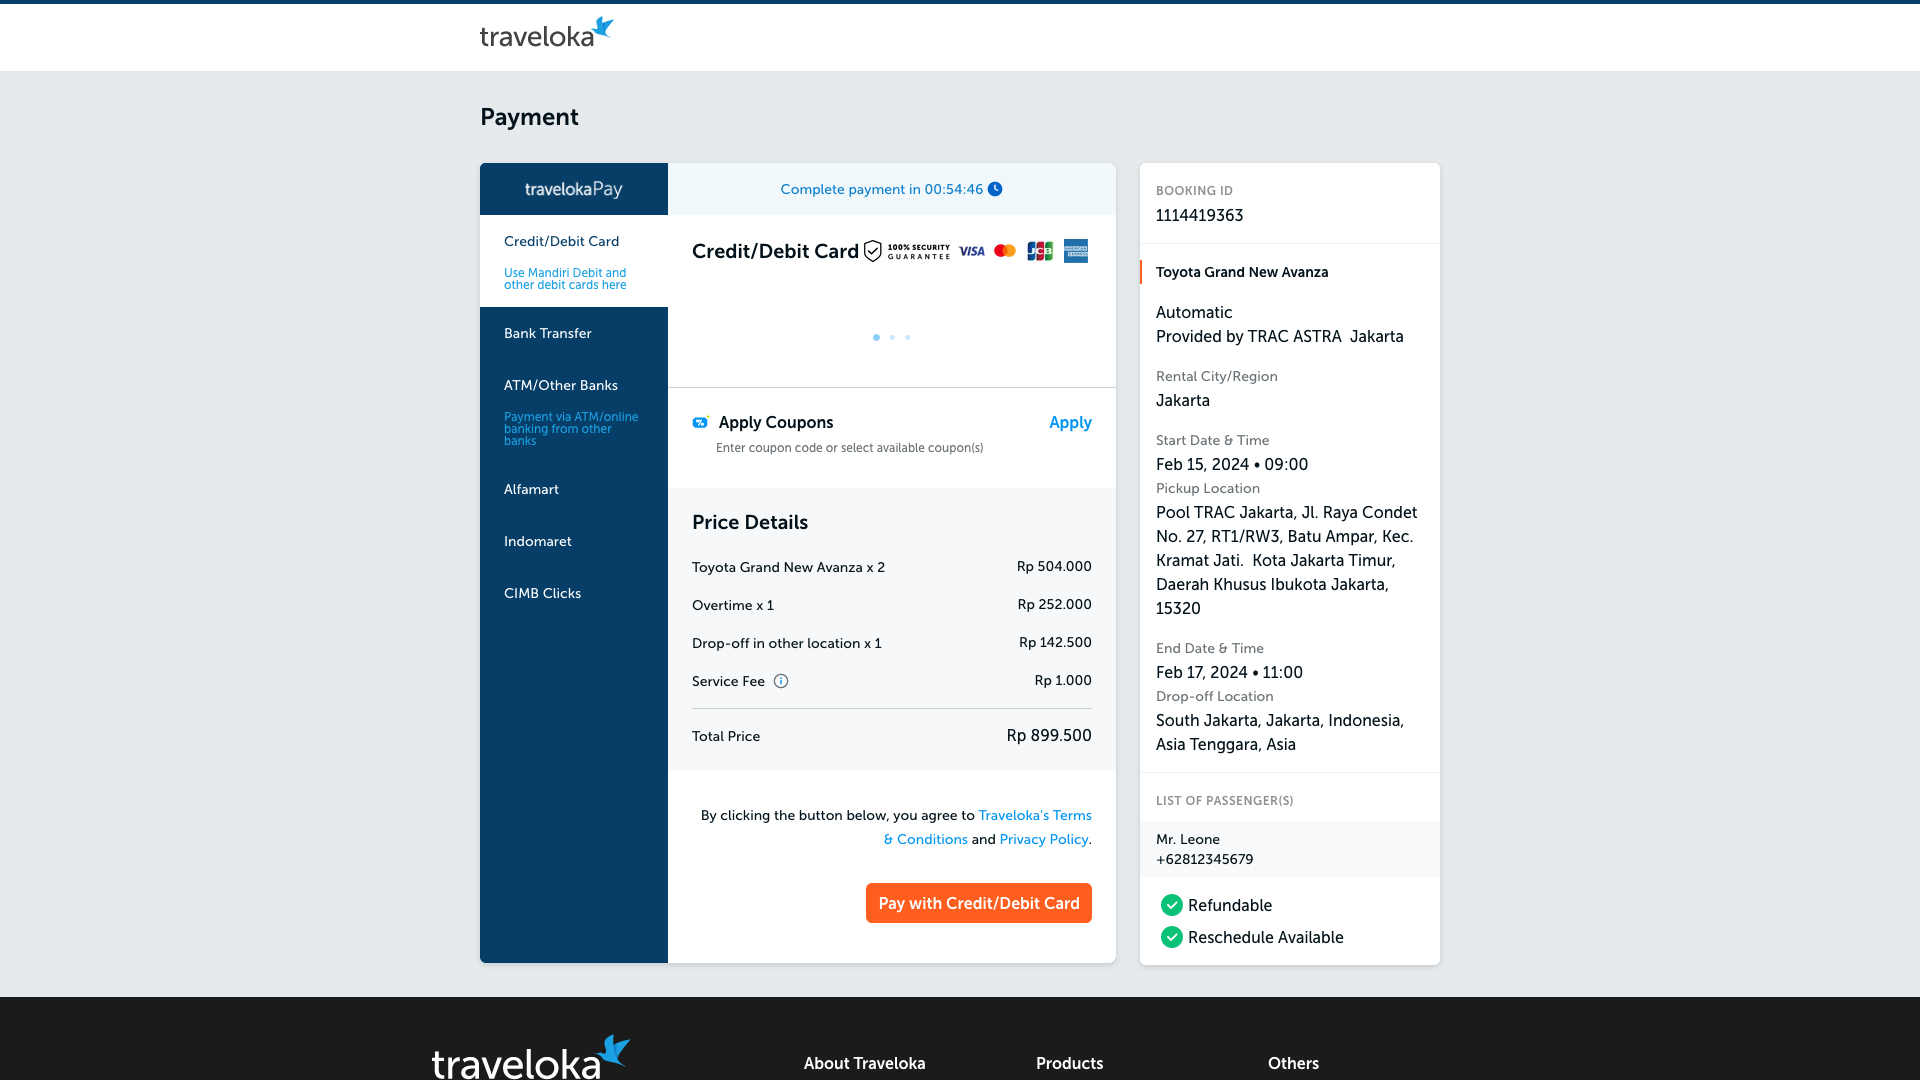 traveloka
Payment
travelokaPay
Credit/Debit Card
Use Mandiri Debit and
other debit cards here
Bank Transfer
ATM/Other Banks
Payment via ATM/online
banking from other
banks
Alfamart
Indomaret
CIMB Clicks
Complete payment in 00:54:46
Credit/Debit Card
100% SECURITY
GUARANTEE
VISA
JCB
AMERICAN
EXPRESS
Apply Coupons
Apply
Enter coupon code or select available coupon(s)
Price Details
Toyota Grand New Avanza x 2
Rp 504.000
Overtime x 1
Rp 252.000
Drop-off in other location x 1
Rp 142.500
Service Fee
Rp 1.000
Total Price
Rp 899.500
By clicking the button below, you agree to Traveloka's Terms
& Conditions and Privacy Policy.
Pay with Credit/Debit Card
BOOKING ID
1114419363
Toyota Grand New Avanza
Automatic
Provided by TRAC ASTRA  Jakarta
Rental City/Region
Jakarta
Start Date & Time
Feb 15, 2024 • 09:00
Pickup Location
Pool TRAC Jakarta, Jl. Raya Condet
No. 27, RT1/RW3, Batu Ampar, Kec.
Kramat Jati.  Kota Jakarta Timur,
Daerah Khusus Ibukota Jakarta,
15320
End Date & Time
Feb 17, 2024 • 11:00
Drop-off Location
South Jakarta, Jakarta, Indonesia,
Asia Tenggara, Asia
LIST OF PASSENGER(S)
Mr. Leone
+62812345679
Refundable
Reschedule Available
traveloka
About Traveloka
Products
Others